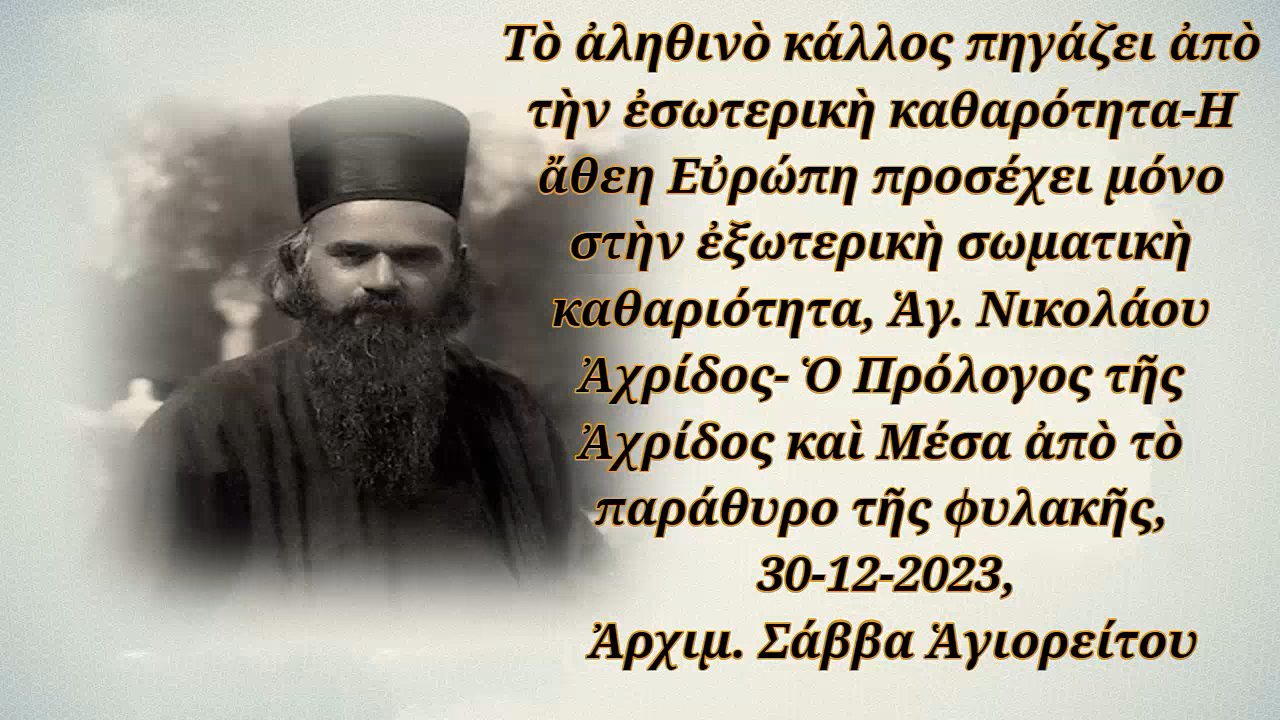 Τὸ ἀληθινὸ κάλλος πηγάζει ἀπὸ
τὴν ἐσωτερικὴ καθαρότητα-Η
ἄθεη Εὐρώπη προσέχει μόνο
στὴν ἐξωτερικὴ σωματικὴ
καθαριότητα, Ἁγ. Νικολάου
Ἀχρίδος- Ὁ Πρόλογος τῆς
Ἀχρίδος καὶ Μέσα ἀπὸ τὸ
παράθυρο τῆς φυλακῆς,
30-12-2023,
Ἀρχιμ. Σάββα Ἁγιορείτου